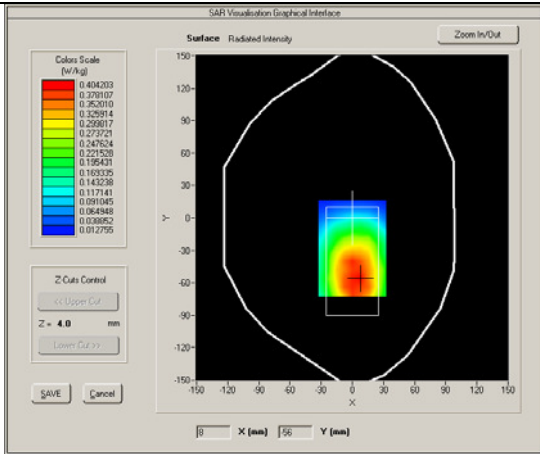 SAR Visualisation Graphical Interface
Surface Radiated Intensity
Zoom In/Out
Colors Scale
(W/kg)
0.404203
0.378107
0.352010
0.325914
0.299817
0.273721
0.247624
0.221528
0.195431
0.169335
0.143238
0.117141
0.091045
0.064948
0.038852
0.012755
150
120
90
60
30
0
-30
-60
-90
-120
-150
Y
-150 -120 -90 -60 -30 0 30 60 90 120 150
X
Z-Cuts Control
<< Upper Cut
Z = 4.0 mm
Lower Cut >>
SAVE Cancel
8 X (mm) -56 Y (mm)